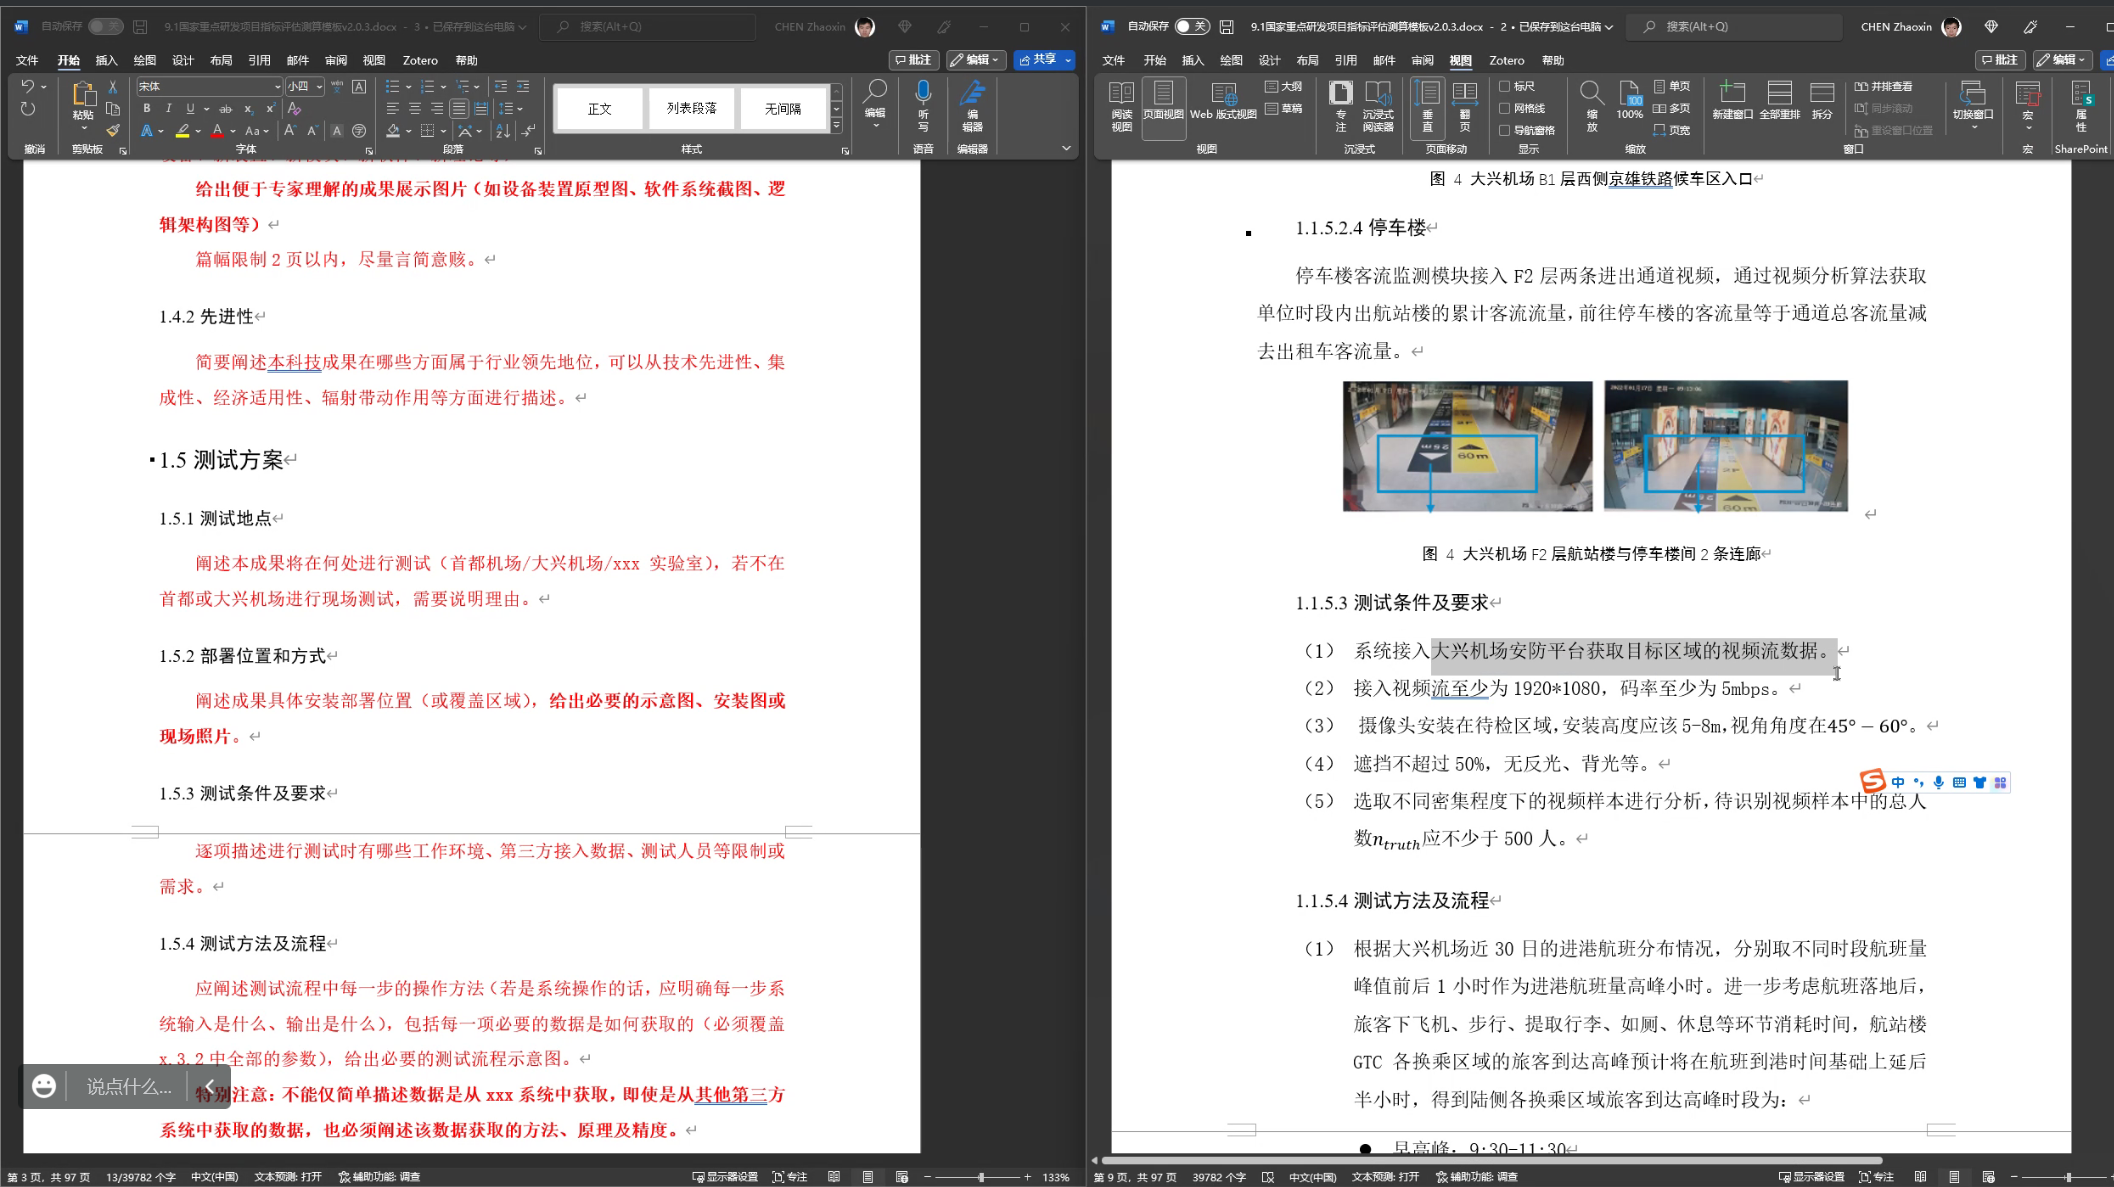 自动保存 关 9.1国家重点研发项目指标评估测算模板v2.0.3.docx - 3 • 已保存到这台电脑 搜索(Alt+Q) CHEN Zhaoxin
文件 开始 插入 绘图 设计 布局 引用 邮件 审阅 视图 Zotero 帮助 批注 编辑 共享
宋体 小四
粘贴
正文 列表段落 无间隔
编辑 听写 编辑器
撤消 剪贴板 字体 段落 样式 语音 编辑器
给出便于专家理解的成果展示图片（如设备装置原型图、软件系统截图、逻
辑架构图等）
篇幅限制 2 页以内，尽量言简意赅。
1.4.2 先进性
简要阐述本科技成果在哪些方面属于行业领先地位，可以从技术先进性、集
成性、经济适用性、辐射带动作用等方面进行描述。
1.5 测试方案
1.5.1 测试地点
阐述本成果将在何处进行测试（首都机场/大兴机场/xxx 实验室），若不在
首都或大兴机场进行现场测试，需要说明理由。
1.5.2 部署位置和方式
阐述成果具体安装部署位置（或覆盖区域），给出必要的示意图、安装图或
现场照片。
1.5.3 测试条件及要求
逐项描述进行测试时有哪些工作环境、第三方接入数据、测试人员等限制或
需求。
1.5.4 测试方法及流程
应阐述测试流程中每一步的操作方法（若是系统操作的话，应明确每一步系
统输入是什么、输出是什么），包括每一项必要的数据是如何获取的（必须覆盖
x.3.2 中全部的参数），给出必要的测试流程示意图。
特别注意：不能仅简单描述数据是从 xxx 系统中获取，即使是从其他第三方
系统中获取的数据，也必须阐述该数据获取的方法、原理及精度。
说点什么...
第 3 页，共 97 页 13/39782 个字 中文(中国) 文本预测: 打开 辅助功能: 调查 显示器设置 专注 133%
自动保存 关 9.1国家重点研发项目指标评估测算模板v2.0.3.docx - 2 • 已保存到这台电脑 搜索(Alt+Q) CHEN Zhaoxin
文件 开始 插入 绘图 设计 布局 引用 邮件 审阅 视图 Zotero 帮助 批注 编辑
阅读视图 页面视图 Web 版式视图 大纲 草稿 专注 沉浸式阅读器 垂直 翻页 标尺 网格线 导航窗格 缩放 100% 单页 多页 页宽 新建窗口 全部重排 拆分 并排查看 同步滚动 重设窗口位置 切换窗口 宏 属性
视图 沉浸式 页面移动 显示 缩放 窗口 宏 SharePoint
图 4 大兴机场 B1 层西侧京雄铁路候车区入口
1.1.5.2.4 停车楼
停车楼客流监测模块接入 F2 层两条进出通道视频，通过视频分析算法获取
单位时段内出航站楼的累计客流流量，前往停车楼的客流量等于通道总客流量减
去出租车客流量。
25m 60m
60m
图 4 大兴机场 F2 层航站楼与停车楼间 2 条连廊
1.1.5.3 测试条件及要求
（1） 系统接入大兴机场安防平台获取目标区域的视频流数据。
（2） 接入视频流至少为 1920*1080，码率至少为 5mbps。
（3） 摄像头安装在待检区域，安装高度应该 5-8m，视角角度在45° − 60°。
（4） 遮挡不超过 50%，无反光、背光等。
中
（5） 选取不同密集程度下的视频样本进行分析，待识别视频样本中的总人
数n_truth应不少于 500 人。
1.1.5.4 测试方法及流程
（1） 根据大兴机场近 30 日的进港航班分布情况，分别取不同时段航班量
峰值前后 1 小时作为进港航班量高峰小时。进一步考虑航班落地后，
旅客下飞机、步行、提取行李、如厕、休息等环节消耗时间，航站楼
GTC 各换乘区域的旅客到达高峰预计将在航班到港时间基础上延后
半小时，得到陆侧各换乘区域旅客到达高峰时段为：
● 早高峰：9:30-11:30
第 9 页，共 97 页 39782 个字 中文(中国) 文本预测: 打开 辅助功能: 调查 显示器设置 专注